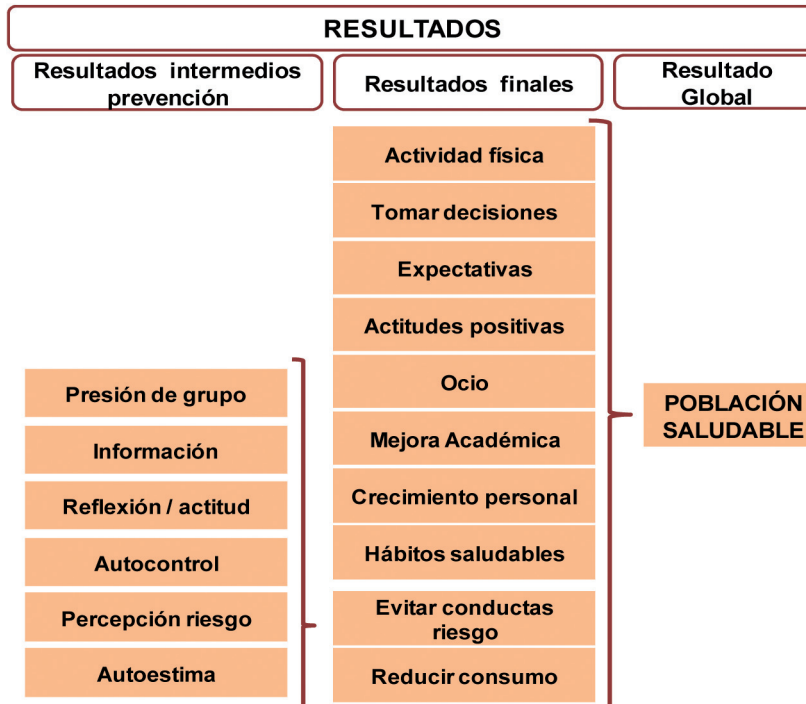 RESULTADOS
Resultados intermedios
prevención
Resultados finales
Resultado
Global
Actividad física
Tomar decisiones
Expectativas
Actitudes positivas
Ocio
Mejora Académica
Crecimiento personal
Hábitos saludables
Evitar conductas
riesgo
Reducir consumo
Presión de grupo
Información
Reflexión / actitud
Autocontrol
Percepción riesgo
Autoestima
POBLACIÓN
SALUDABLE